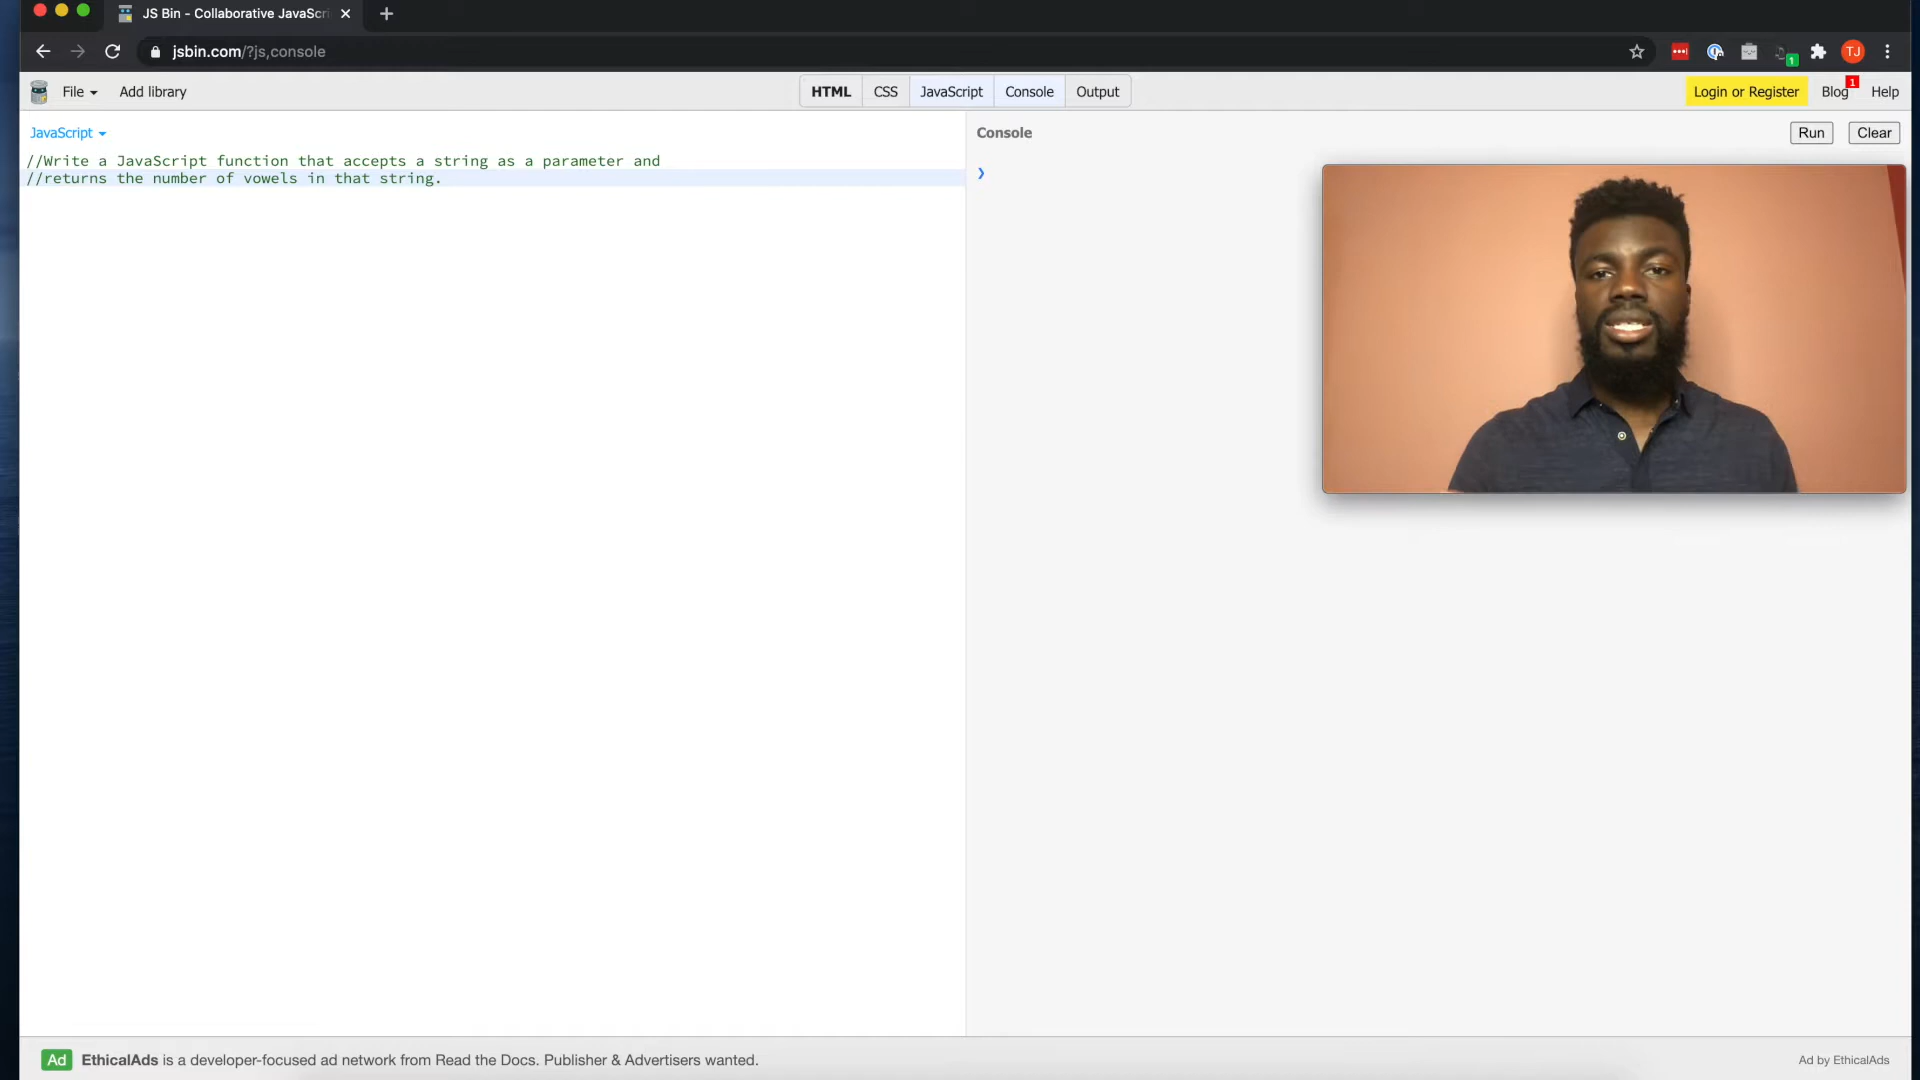 JS Bin - Collaborative JavaScri
jsbin.com/?js,console
TJ
1
File
Add library
HTML
CSS
JavaScript
Console
Output
Login or Register
Blog
1
Help
JavaScript
Console
Run
Clear
//Write a JavaScript function that accepts a string as a parameter and
//returns the number of vowels in that string.
Ad
EthicalAds is a developer-focused ad network from Read the Docs. Publisher & Advertisers wanted.
Ad by EthicalAds